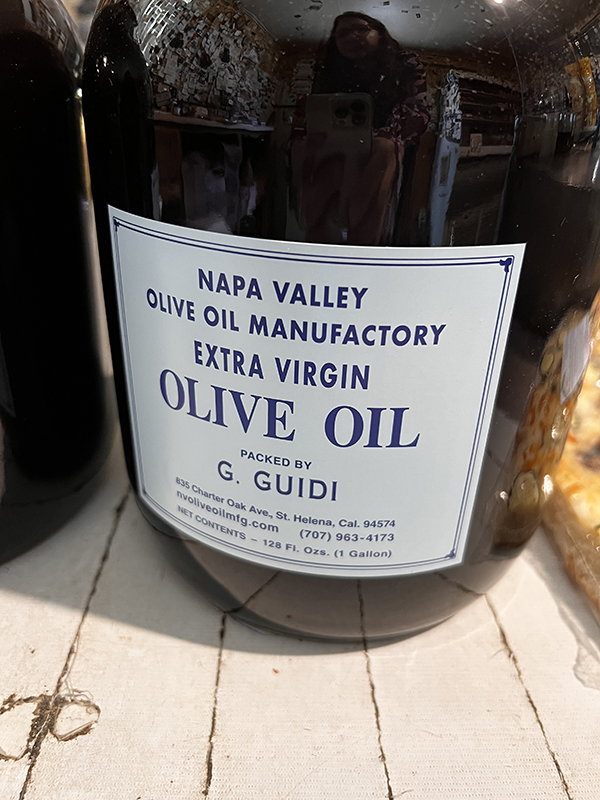 NAPA VALLEY
OLIVE OIL MANUFACTORY
EXTRA VIRGIN
OLIVE OIL
PACKED BY
G. GUIDI
835 Charter Oak Ave., St. Helena, Cal. 94574
nvoliveoilmfg.com (707) 963-4173
NET CONTENTS – 128 Fl. Ozs. (1 Gallon)